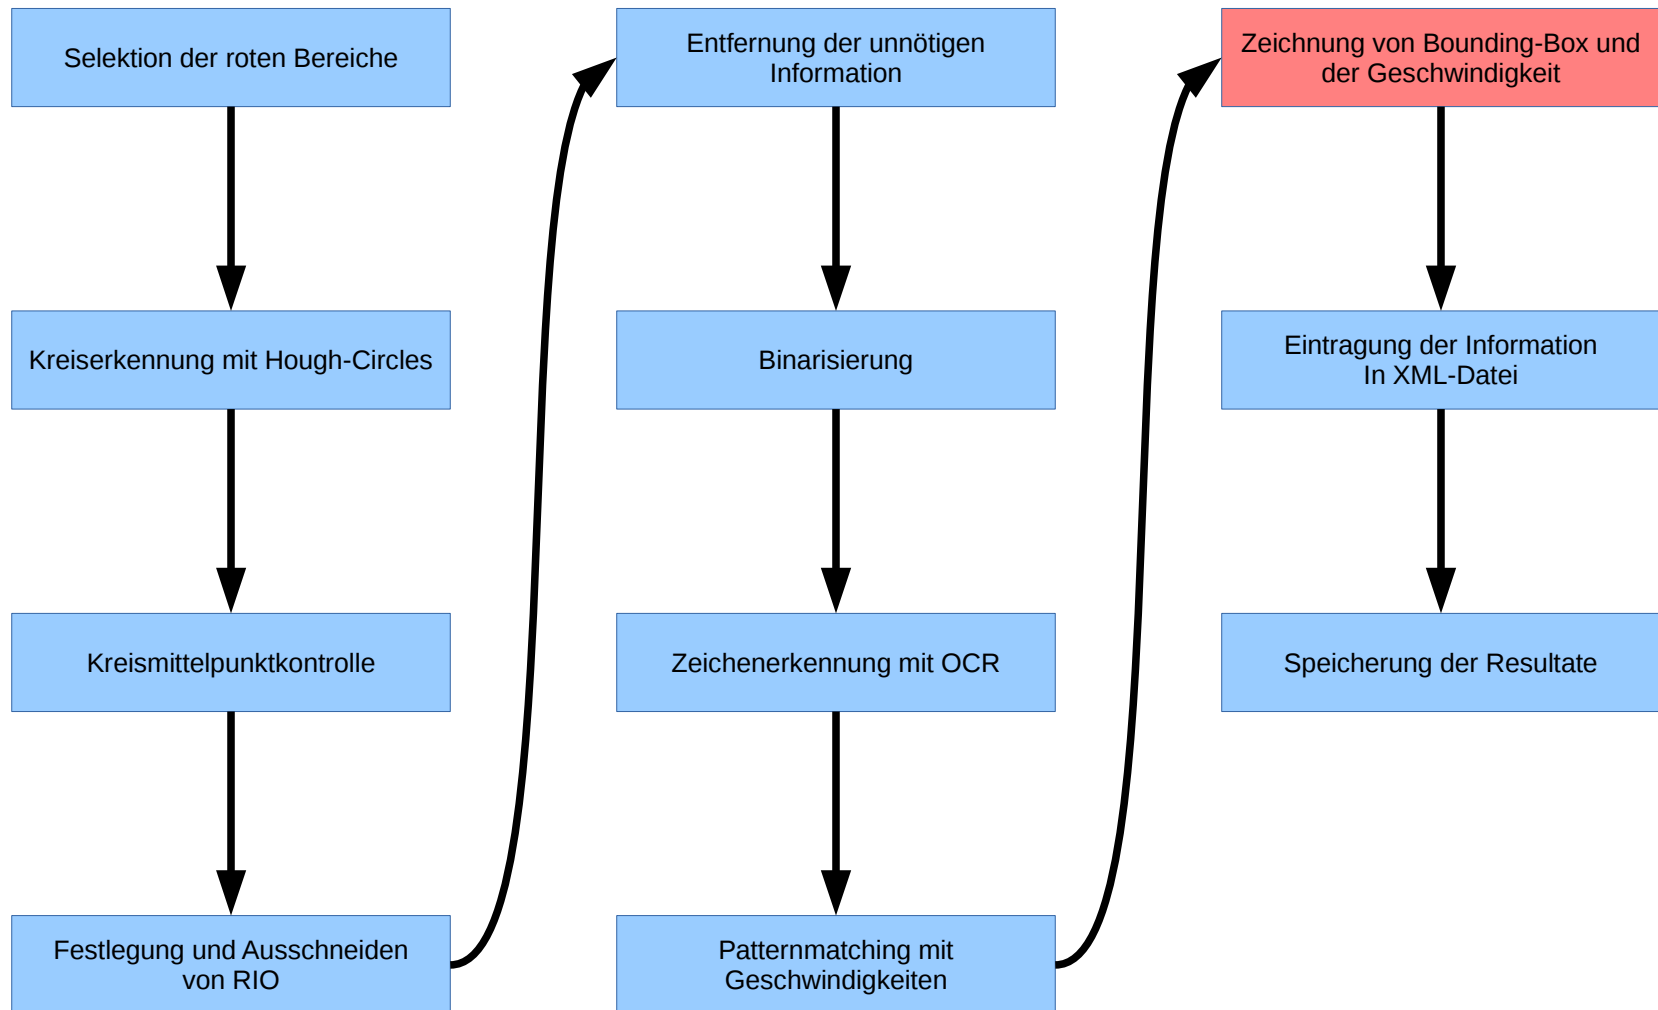 Selektion der roten Bereiche
Kreiserkennung mit Hough-Circles
Kreismittelpunktkontrolle
Festlegung und Ausschneiden
von RIO
Entfernung der unnötigen
Information
Binarisierung
Zeichenerkennung mit OCR
Patternmatching mit
Geschwindigkeiten
Zeichnung von Bounding-Box und
der Geschwindigkeit
Eintragung der Information
In XML-Datei
Speicherung der Resultate